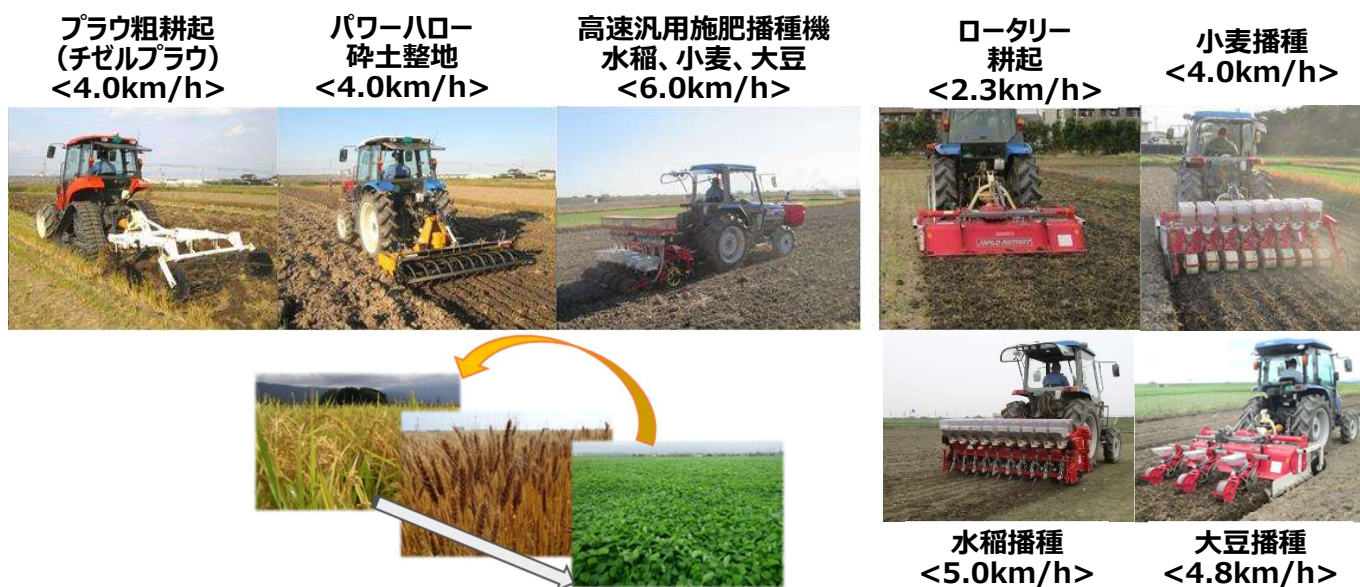 プラウ粗耕起
(チゼルプラウ)
<4.0km/h>
パワーハロー
砕土整地
<4.0km/h>
高速汎用施肥播種機
水稲、小麦、大豆
<6.0km/h>
ロータリー
耕起
<2.3km/h>
小麦播種
<4.0km/h>
水稲播種
<5.0km/h>
大豆播種
<4.8km/h>